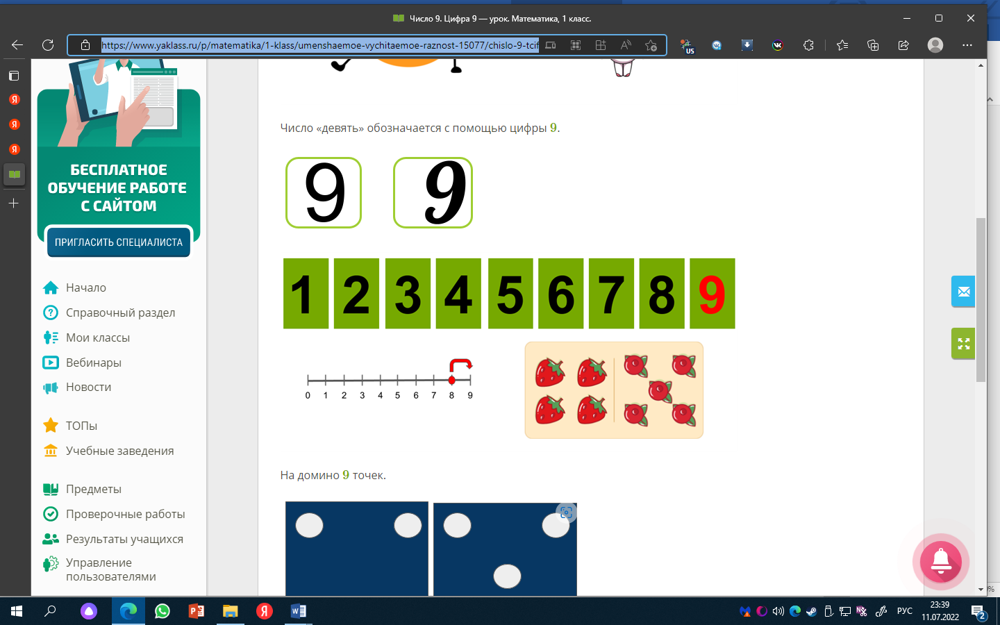 Число 9. Цифра 9 — урок. Математика, 1 класс.
https://www.yaklass.ru/p/matematika/1-klass/umenshaemoe-vychitaemoe-raznost-15077/chislo-9-tcif
US
Я
Я
Я
БЕСПЛАТНОЕ
ОБУЧЕНИЕ РАБОТЕ
С САЙТОМ
ПРИГЛАСИТЬ СПЕЦИАЛИСТА
Начало
Справочный раздел
Мои классы
Вебинары
Новости
ТОПы
Учебные заведения
Предметы
Проверочные работы
Результаты учащихся
Управление
пользователями
Число «девять» обозначается с помощью цифры 9.
9 9
1 2 3 4 5 6 7 8 9
0 1 2 3 4 5 6 7 8 9
На домино 9 точек.
Я
РУС
23:39
11.07.2022
2